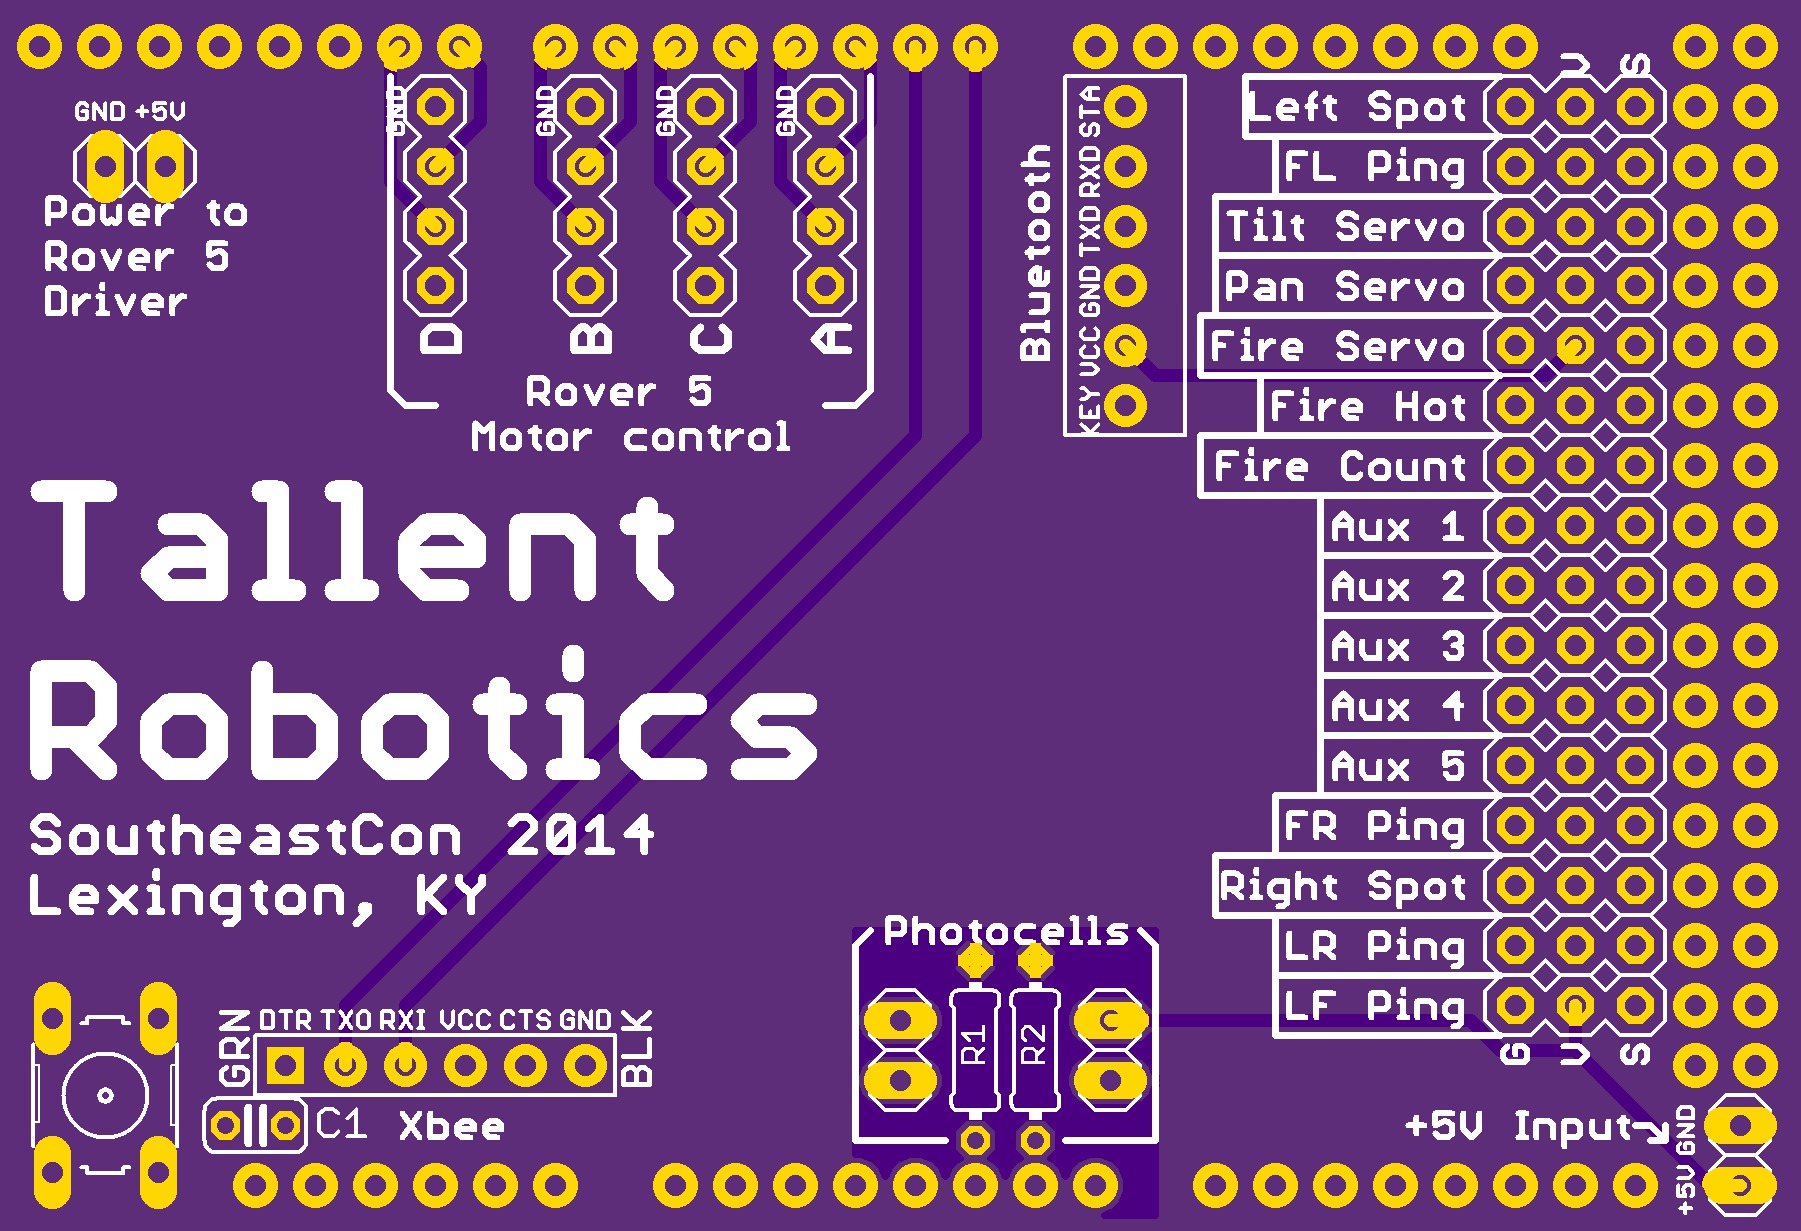 V S
GND +5V
Power to
Rover 5
Driver
GND GND GND GND
D B C A
Rover 5
Motor control
Bluetooth
STA
RXD
TXD
GND
VCC
KEY
Left Spot
FL Ping
Tilt Servo
Pan Servo
Fire Servo
Fire Hot
Fire Count
Aux 1
Aux 2
Aux 3
Aux 4
Aux 5
FR Ping
Right Spot
LR Ping
LF Ping
G V S
Tallent
Robotics
SoutheastCon 2014
Lexington, KY
Photocells
R1 R2
GRN DTR TXO RXI VCC CTS GND BLK
C1 Xbee
+5V Input
+5V GND